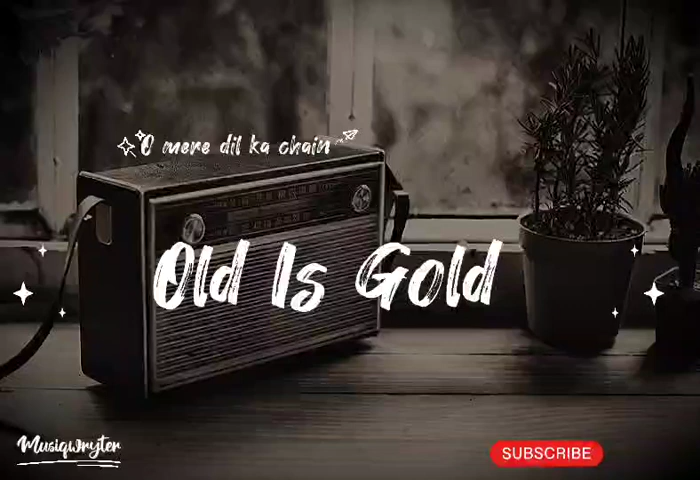 O mere dil ka chain
Old Is Gold
Musiqwryter
SUBSCRIBE